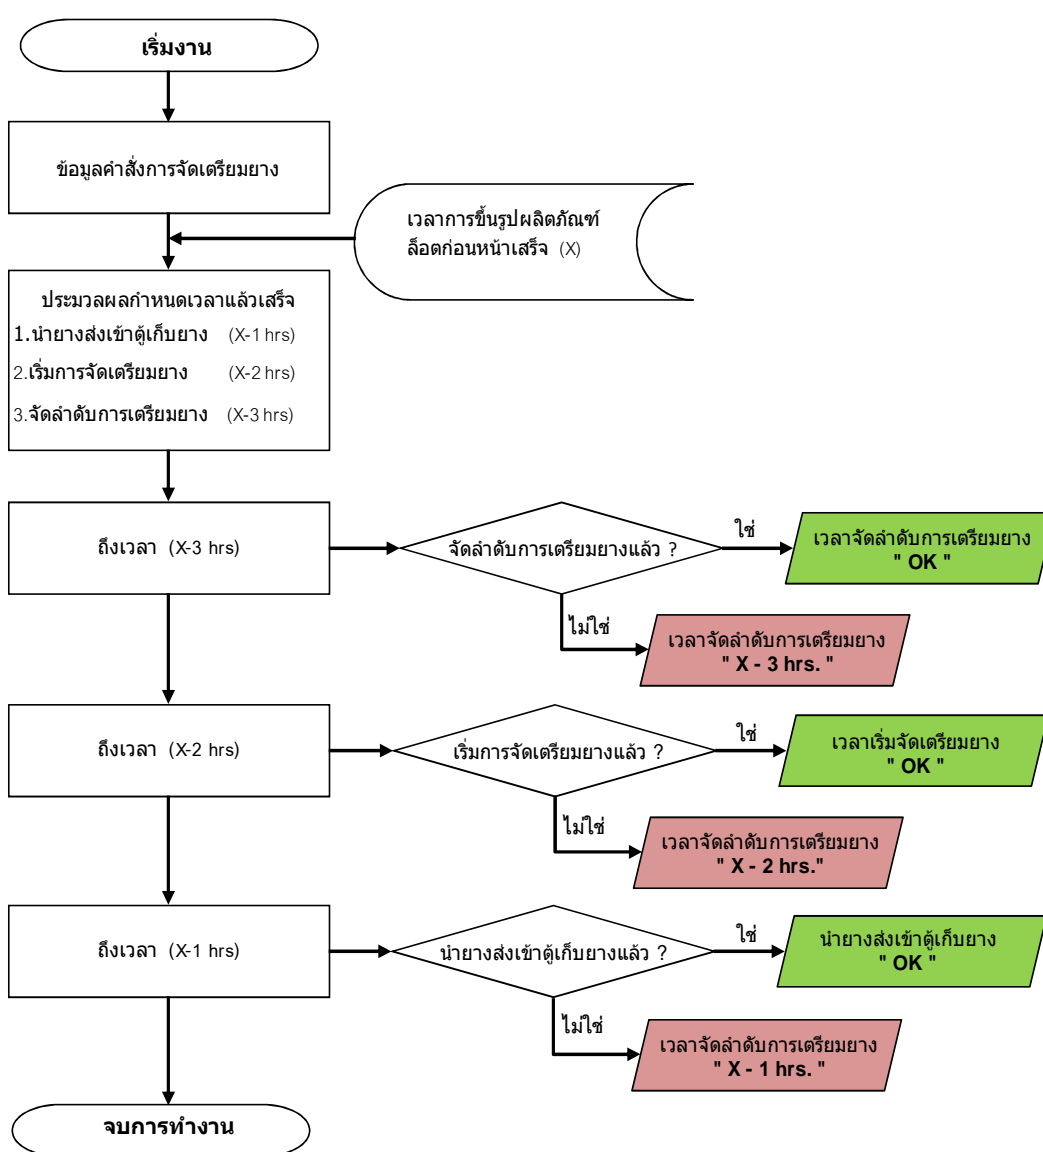 เริ่มงาน
ข้อมูลคำสั่งการจัดเตรียมยาง
เวลาการขึ้นรูปผลิตภัณฑ์
ล็อตก่อนหน้าเสร็จ (X)
ประมวลผลกำหนดเวลาแล้วเสร็จ
1.นำยางส่งเข้าตู้เก็บยาง (X-1 hrs)
2.เริ่มการจัดเตรียมยาง (X-2 hrs)
3.จัดลำดับการเตรียมยาง (X-3 hrs)
ถึงเวลา (X-3 hrs)
จัดลำดับการเตรียมยางแล้ว ?
ใช่
เวลาจัดลำดับการเตรียมยาง
" OK "
ไม่ใช่
เวลาจัดลำดับการเตรียมยาง
" X - 3 hrs. "
ถึงเวลา (X-2 hrs)
เริ่มการจัดเตรียมยางแล้ว ?
ใช่
เวลาเริ่มจัดเตรียมยาง
" OK "
ไม่ใช่
เวลาจัดลำดับการเตรียมยาง
" X - 2 hrs."
ถึงเวลา (X-1 hrs)
นำยางส่งเข้าตู้เก็บยางแล้ว ?
ใช่
นำยางส่งเข้าตู้เก็บยาง
" OK "
ไม่ใช่
เวลาจัดลำดับการเตรียมยาง
" X - 1 hrs. "
จบการทำงาน